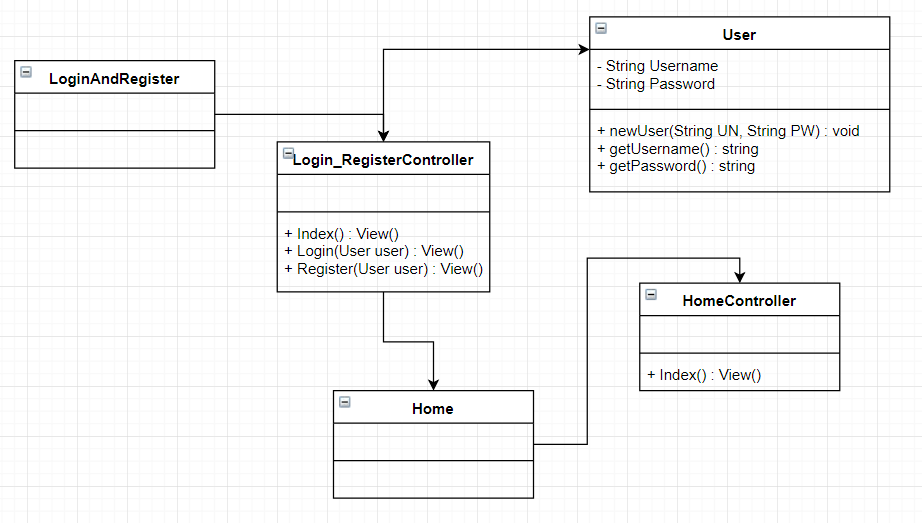 LoginAndRegister
User
- String Username
- String Password
+ newUser(String UN, String PW) : void
+ getUsername() : string
+ getPassword() : string
Login_RegisterController
+ Index() : View()
+ Login(User user) : View()
+ Register(User user) : View()
HomeController
+ Index() : View()
Home